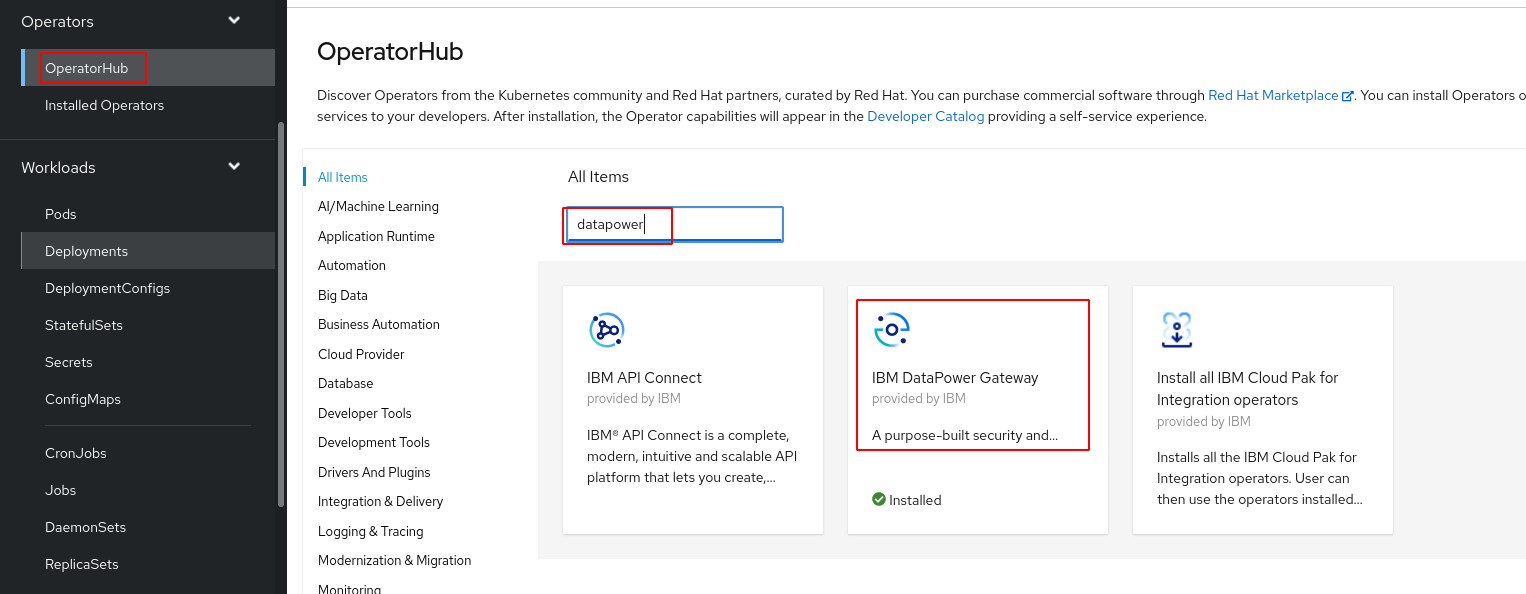 Operators
OperatorHub
Installed Operators
Workloads
Pods
Deployments
DeploymentConfigs
StatefulSets
Secrets
ConfigMaps
CronJobs
Jobs
DaemonSets
ReplicaSets
OperatorHub
Discover Operators from the Kubernetes community and Red Hat partners, curated by Red Hat. You can purchase commercial software through Red Hat Marketplace. You can install Operators o
services to your developers. After installation, the Operator capabilities will appear in the Developer Catalog providing a self-service experience.
All Items
AI/Machine Learning
Application Runtime
Automation
Big Data
Business Automation
Cloud Provider
Database
Developer Tools
Development Tools
Drivers And Plugins
Integration & Delivery
Logging & Tracing
Modernization & Migration
Monitoring
All Items
datapower
IBM API Connect
provided by IBM
IBM® API Connect is a complete,
modern, intuitive and scalable API
platform that lets you create,...
IBM DataPower Gateway
provided by IBM
A purpose-built security and...
Installed
Install all IBM Cloud Pak for
Integration operators
provided by IBM
Installs all the IBM Cloud Pak for
Integration operators. User can
then use the operators installed...